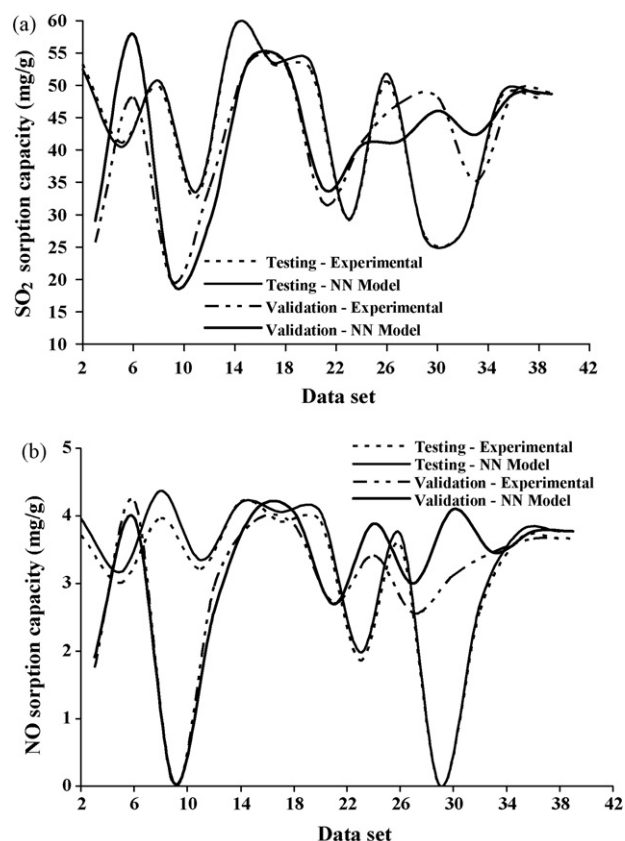 (a)
60
55
50
45
40
35
30
25
20
15
10
SO₂ sorption capacity (mg/g)
Testing - Experimental
Testing - NN Model
Validation - Experimental
Validation - NN Model
2 6 10 14 18 22 26 30 34 38 42
Data set
(b)
5
4
3
2
1
0
NO sorption capacity (mg/g)
Testing - Experimental
Testing - NN Model
Validation - Experimental
Validation - NN Model
2 6 10 14 18 22 26 30 34 38 42
Data set